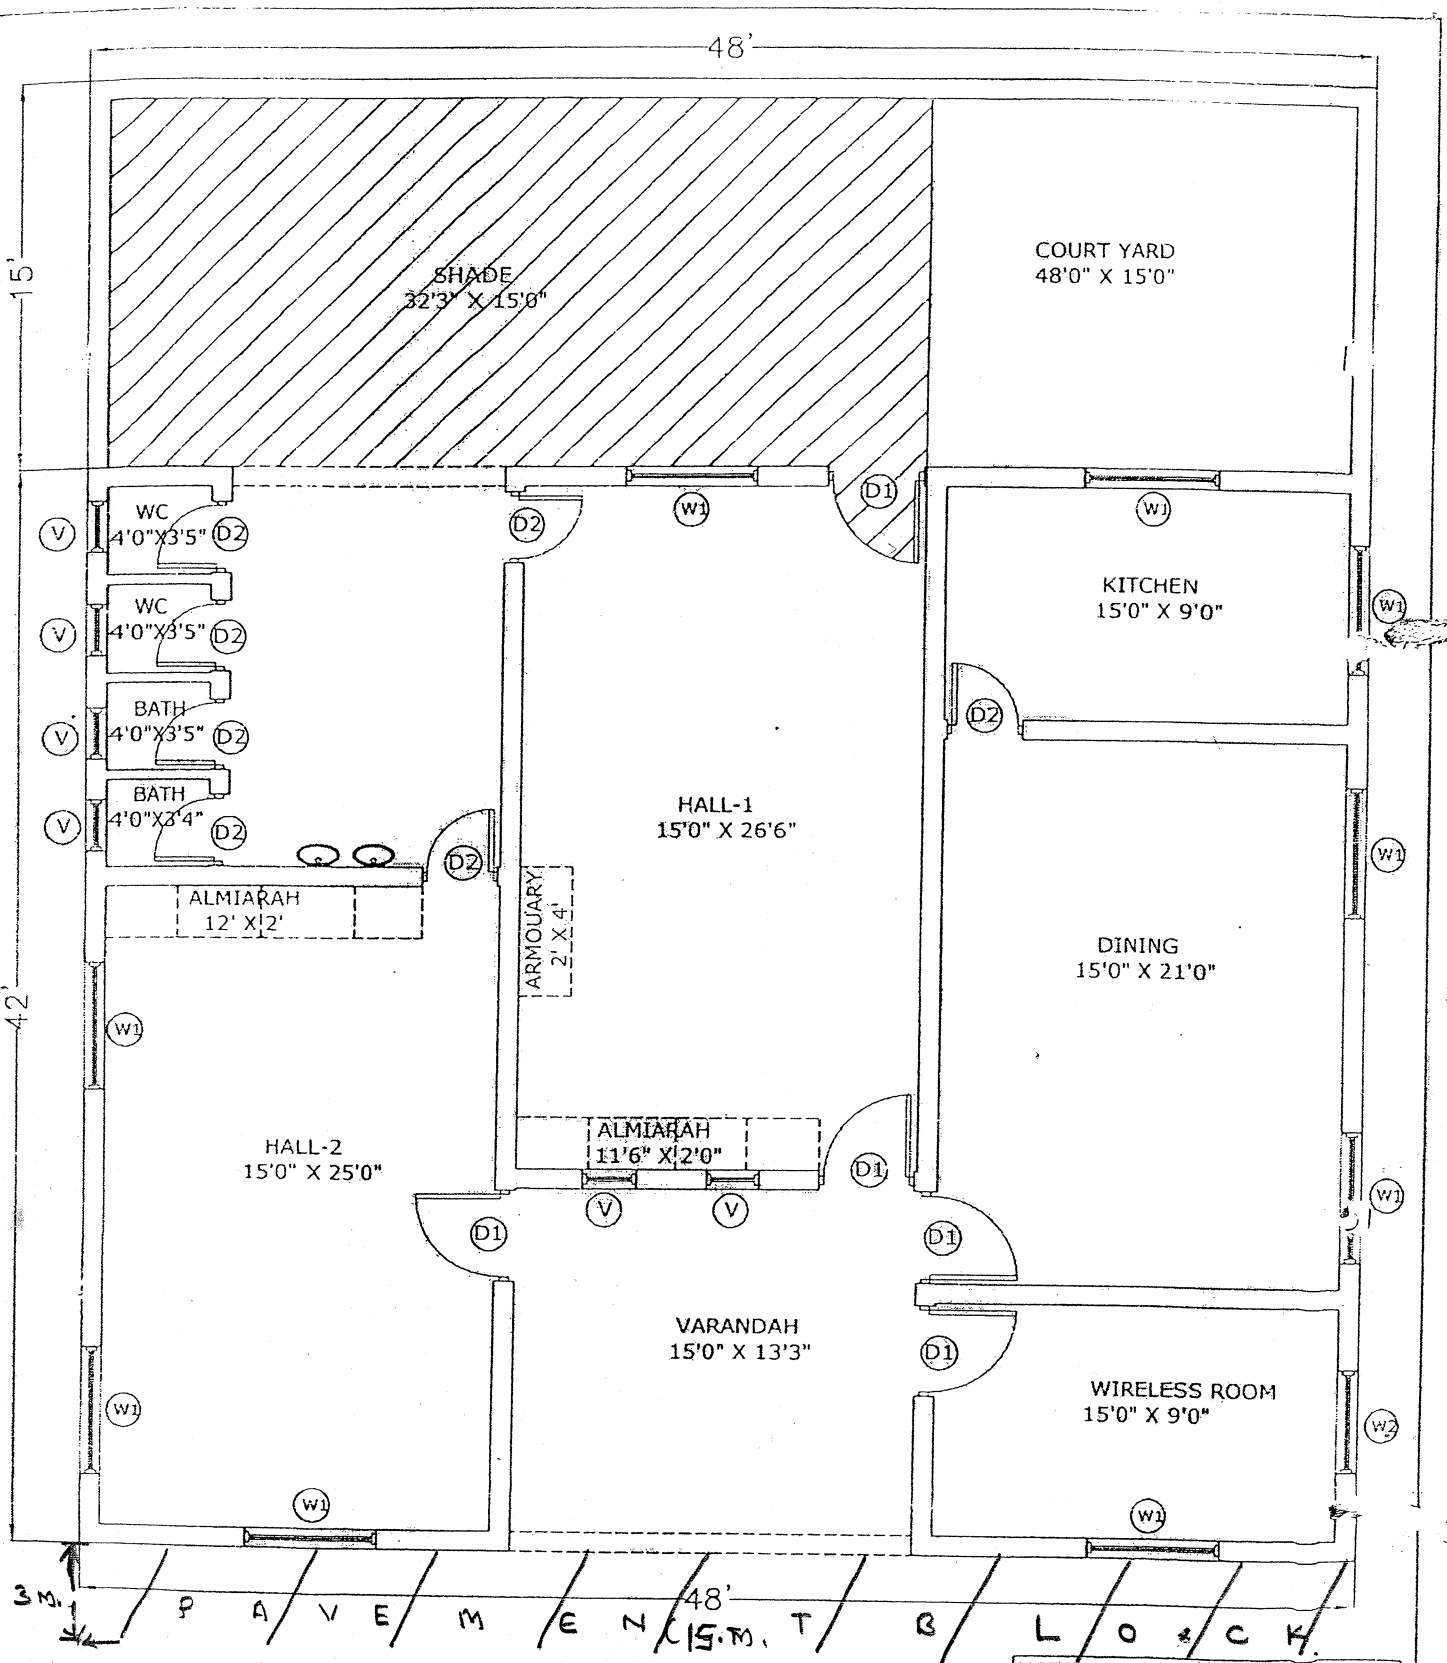 48'
15'
SHADE
32'3" X 15'0"
COURT YARD
48'0" X 15'0"
V
WC
4'0"X3'5"
D2
D2
W1
D1
W1
KITCHEN
15'0" X 9'0"
W1
V
WC
4'0"X3'5"
D2
V
BATH
4'0"X3'5"
D2
D2
V
BATH
4'0"X3'4"
D2
D2
HALL-1
15'0" X 26'6"
W1
ALMIARAH
12' X 2'
ARMOUARY
2' X 4'
DINING
15'0" X 21'0"
42'
W1
HALL-2
15'0" X 25'0"
ALMIARAH
11'6" X 2'0"
D1
W1
V
V
D1
D1
VARANDAH
15'0" X 13'3"
D1
WIRELESS ROOM
15'0" X 9'0"
W1
W2
W1
W1
3 M.
48'
PAVEMENT BLOCK.
(15.M.